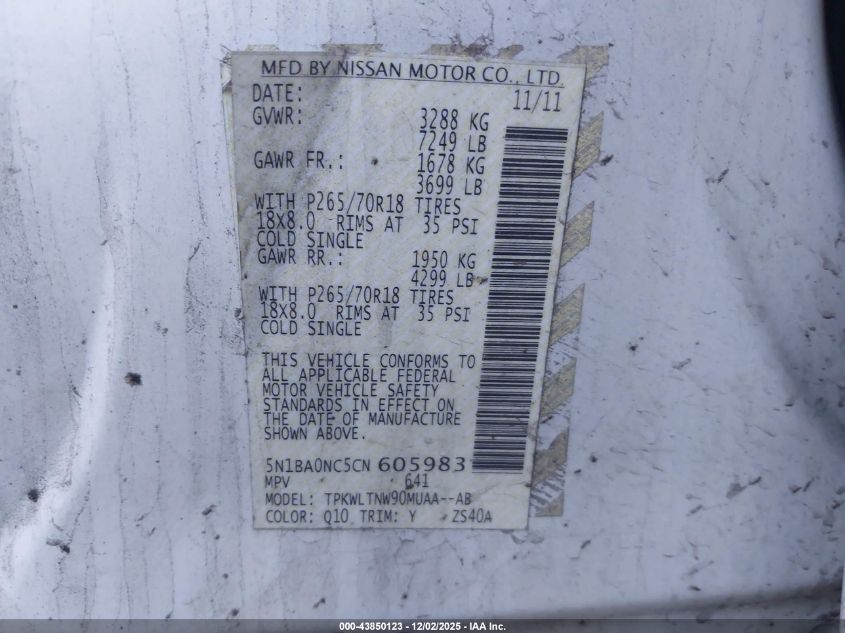 MFD BY NISSAN MOTOR CO., LTD.
DATE: 11/11
GVWR: 3288 KG
7249 LB
GAWR FR.: 1678 KG
3699 LB
WITH P265/70R18 TIRES
18X8.0 RIMS AT 35 PSI
COLD SINGLE
GAWR RR.: 1950 KG
4299 LB
WITH P265/70R18 TIRES
18X8.0 RIMS AT 35 PSI
COLD SINGLE
THIS VEHICLE CONFORMS TO
ALL APPLICABLE FEDERAL
MOTOR VEHICLE SAFETY
STANDARDS IN EFFECT ON
THE DATE OF MANUFACTURE
SHOWN ABOVE.
5N1BA0NC5CN 605983
MPV 641
MODEL: TPKWLTNW90MUAA--AB
COLOR: Q10 TRIM: Y ZS40A
000-43850123 - 12/02/2025 - IAA Inc.